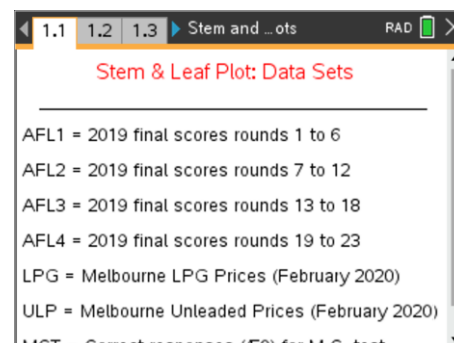 1.1 1.2 1.3 Stem and ...ots RAD
Stem & Leaf Plot: Data Sets
AFL1 = 2019 final scores rounds 1 to 6
AFL2 = 2019 final scores rounds 7 to 12
AFL3 = 2019 final scores rounds 13 to 18
AFL4 = 2019 final scores rounds 19 to 23
LPG = Melbourne LPG Prices (February 2020)
ULP = Melbourne Unleaded Prices (February 2020)